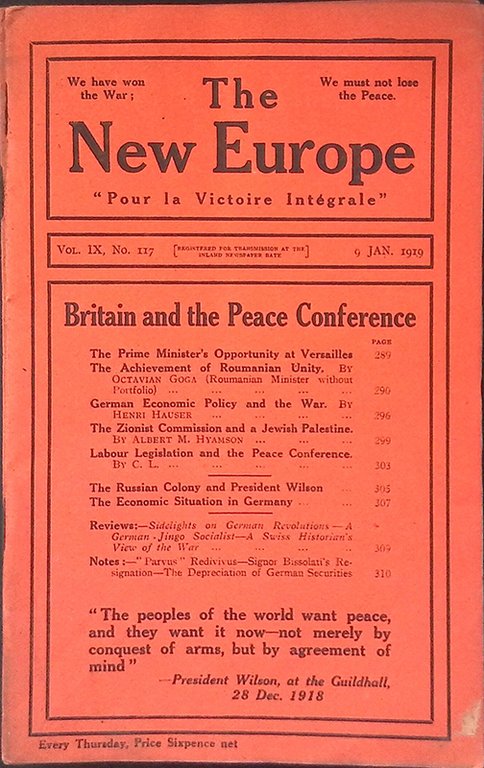 We have won
the War;
The
We must not lose
the Peace.
New Europe
"Pour la Victoire Intégrale"
VOL. IX, No. 117 [REGISTERED FOR TRANSMISSION AT THE INLAND NEWSPAPER RATE] 9 JAN. 1919
Britain and the Peace Conference
PAGE
The Prime Minister's Opportunity at Versailles 289
The Achievement of Roumanian Unity. By
OCTAVIAN GOGA (Roumanian Minister without
Portfolio) ... ... ... ... ... 290
German Economic Policy and the War. By
HENRI HAUSER ... ... ... ... 296
The Zionist Commission and a Jewish Palestine.
By ALBERT M. HYAMSON ... ... ... 299
Labour Legislation and the Peace Conference.
By C. L. ... ... ... ... ... 303
The Russian Colony and President Wilson ... 305
The Economic Situation in Germany ... ... 307
Reviews:—Sidelights on German Revolutions—A
German Jingo Socialist—A Swiss Historian's
View of the War ... ... ... .. 309
Notes:—"Parvus" Redivivus—Signor Bissolati's Re-
signation—The Depreciation of German Securities 310
"The peoples of the world want peace,
and they want it now—not merely by
conquest of arms, but by agreement of
mind"
—President Wilson, at the Guildhall,
28 Dec. 1918
Every Thursday, Price Sixpence net